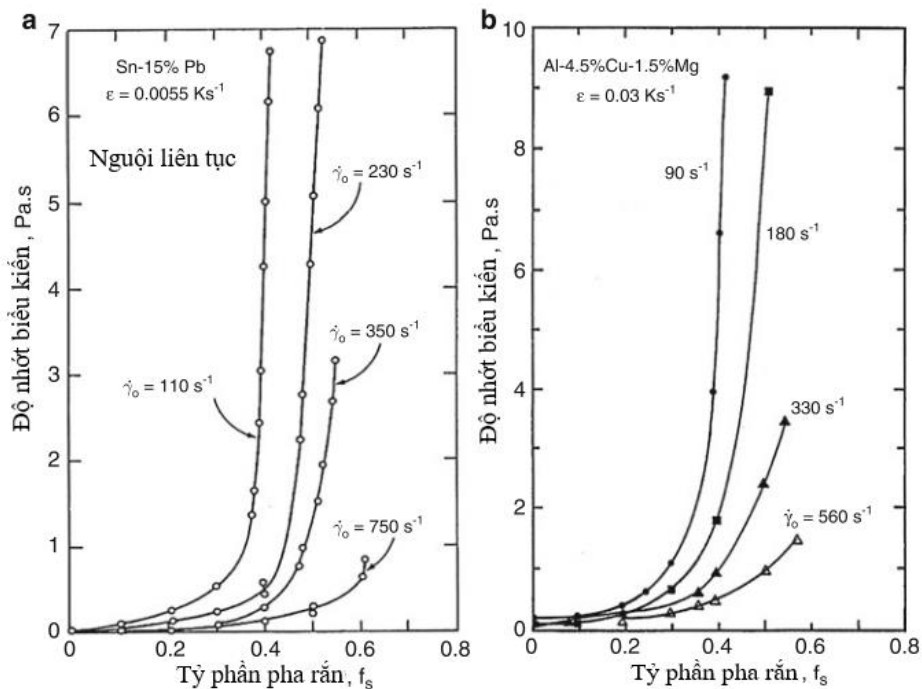 a
7
6
5
4
3
2
1
0
0
0.2
0.4
0.6
0.8
Độ nhớt biểu kiến , Pa.s
Sn-15% Pb
ε = 0.0055 Ks⁻¹
Nguội liên tục
γ̇ₒ = 230 s⁻¹
γ̇ₒ = 350 s⁻¹
γ̇ₒ = 110 s⁻¹
γ̇ₒ = 750 s⁻¹
Tỷ phần pha rắn, fₛ
b
10
8
6
4
2
0
0
0.2
0.4
0.6
0.8
Độ nhớt biểu kiến , Pa.s
Al-4.5%Cu-1.5%Mg
ε = 0.03 Ks⁻¹
90 s⁻¹
180 s⁻¹
330 s⁻¹
γ̇ₒ = 560 s⁻¹
Tỷ phần pha rắn, fₛ